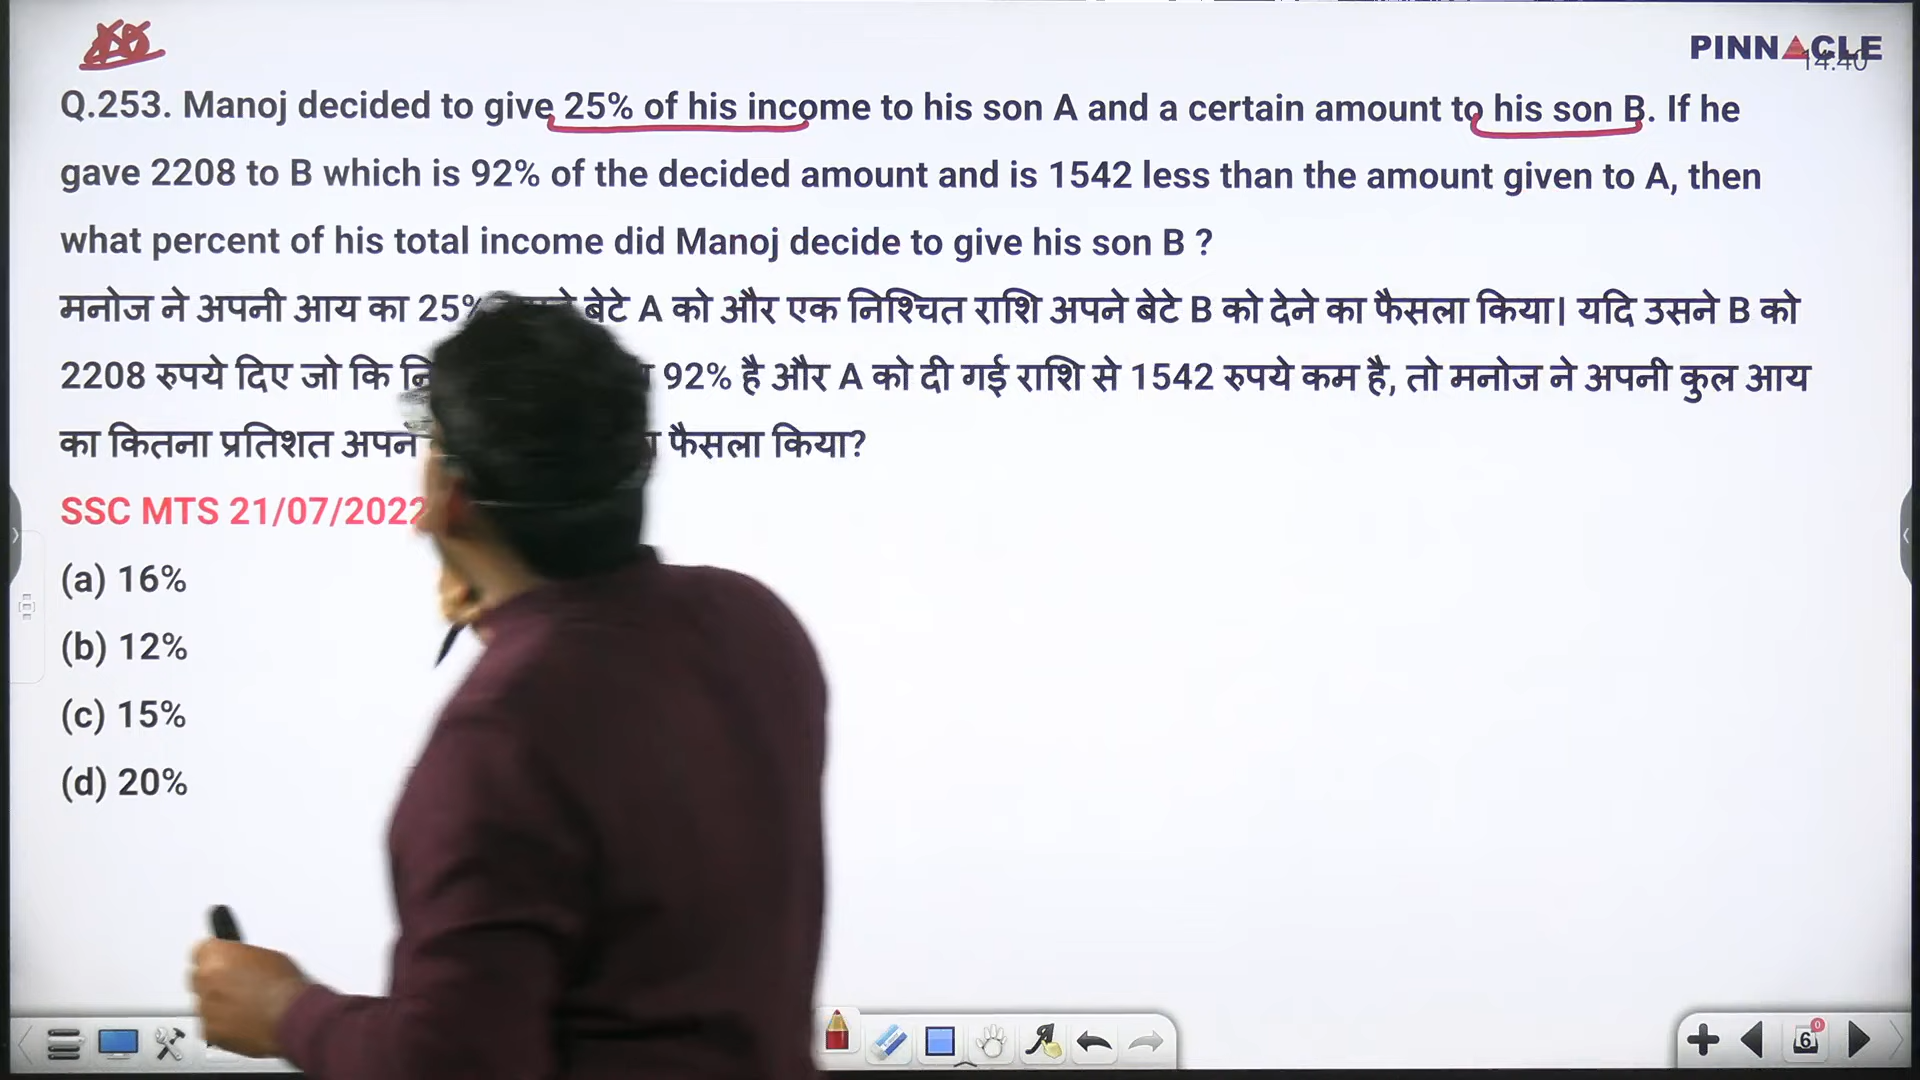 PINNACLE
14:40
Q.253. Manoj decided to give 25% of his income to his son A and a certain amount to his son B. If he
gave 2208 to B which is 92% of the decided amount and is 1542 less than the amount given to A, then
what percent of his total income did Manoj decide to give his son B ?
मनोज ने अपनी आय का 25% बेटे A को और एक निश्चित राशि अपने बेटे B को देने का फैसला किया। यदि उसने B को
2208 रुपये दिए जो कि 92% है और A को दी गई राशि से 1542 रुपये कम है, तो मनोज ने अपनी कुल आय
का कितना प्रतिशत फैसला किया?
SSC MTS 21/07/2022
(a) 16%
(b) 12%
(c) 15%
(d) 20%
6
0